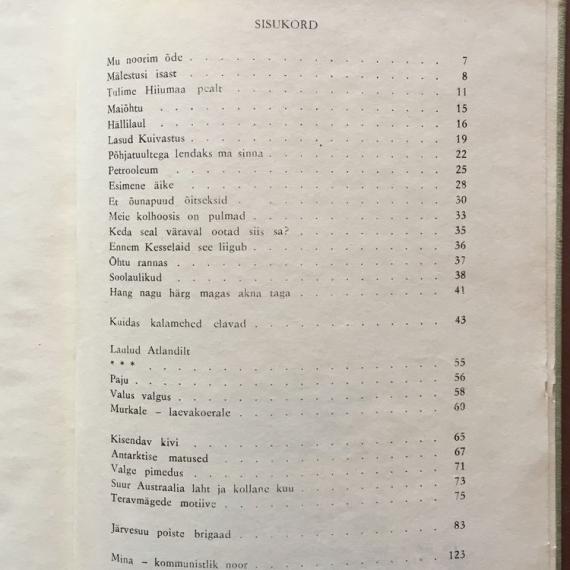 SISUKORD
Mu noorim õde . . . . . . . . . . . . . . . . 7
Mälestusi isast . . . . . . . . . . . . . . . . 8
Tulime Hiiumaa pealt . . . . . . . . . . . . . 11
Maiõhtu . . . . . . . . . . . . . . . . . . 15
Hällilaul . . . . . . . . . . . . . . . . . . 16
Lasud Kuivastus . . . . . . . . . . . . . . . 19
Põhjatuultega lendaks ma sinna . . . . . . . . . . 22
Petrooleum . . . . . . . . . . . . . . . . . 25
Esimene äike . . . . . . . . . . . . . . . . 28
Et õunapuud õitseksid . . . . . . . . . . . . . 30
Meie kolhoosis on pulmad . . . . . . . . . . . . 33
Keda seal väraval ootad siis sa? . . . . . . . . . 35
Ennem Kesselaid see liigub . . . . . . . . . . . 36
Õhtu rannas . . . . . . . . . . . . . . . . 37
Soolaulikud . . . . . . . . . . . . . . . . 38
Hang nagu härg magas akna taga . . . . . . . . . 41
Kuidas kalamehed elavad . . . . . . . . . . . . 43
Laulud Atlandilt
* * * . . . . . . . . . . . . . . . . . . 55
Paju . . . . . . . . . . . . . . . . . . . 56
Valus valgus . . . . . . . . . . . . . . . . 58
Murkale – laevakoerale . . . . . . . . . . . . . 60
Kisendav kivi . . . . . . . . . . . . . . . . 65
Antarktise matused . . . . . . . . . . . . . . 67
Valge pimedus . . . . . . . . . . . . . . . . 71
Suur Austraalia laht ja kollane kuu . . . . . . . . 73
Teravmägede motiive . . . . . . . . . . . . . . 75
Järvesuu poiste brigaad . . . . . . . . . . . . . 83
Mina – kommunistlik noor . . . . . . . . . . . . 123